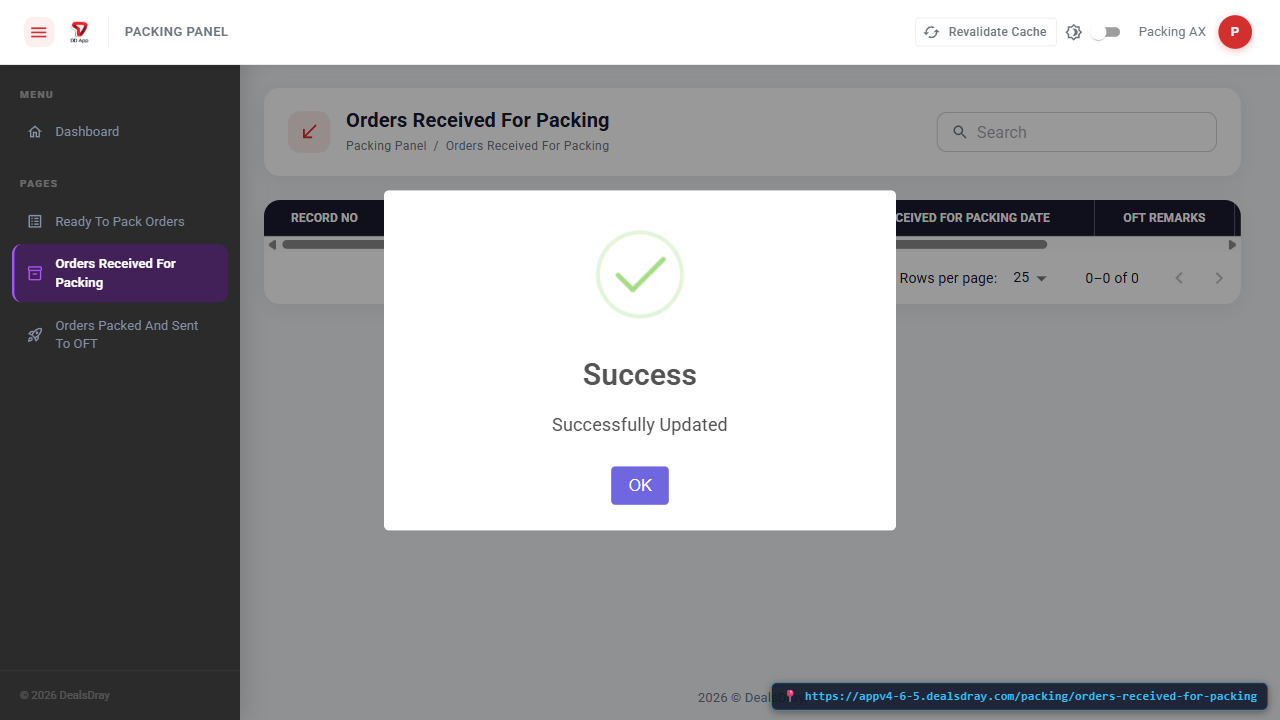 DD App
PACKING PANEL
Revalidate Cache
Packing AX
P
MENU
Dashboard
PAGES
Ready To Pack Orders
Orders Received For
Packing
Orders Packed And Sent
To OFT
© 2026 DealsDray
Orders Received For Packing
Packing Panel / Orders Received For Packing
Search
RECORD NO
CEIVED FOR PACKING DATE
OFT REMARKS
Rows per page:
25
0–0 of 0
Success
Successfully Updated
OK
2026 © Deals
https://appv4-6-5.dealsdray.com/packing/orders-received-for-packing